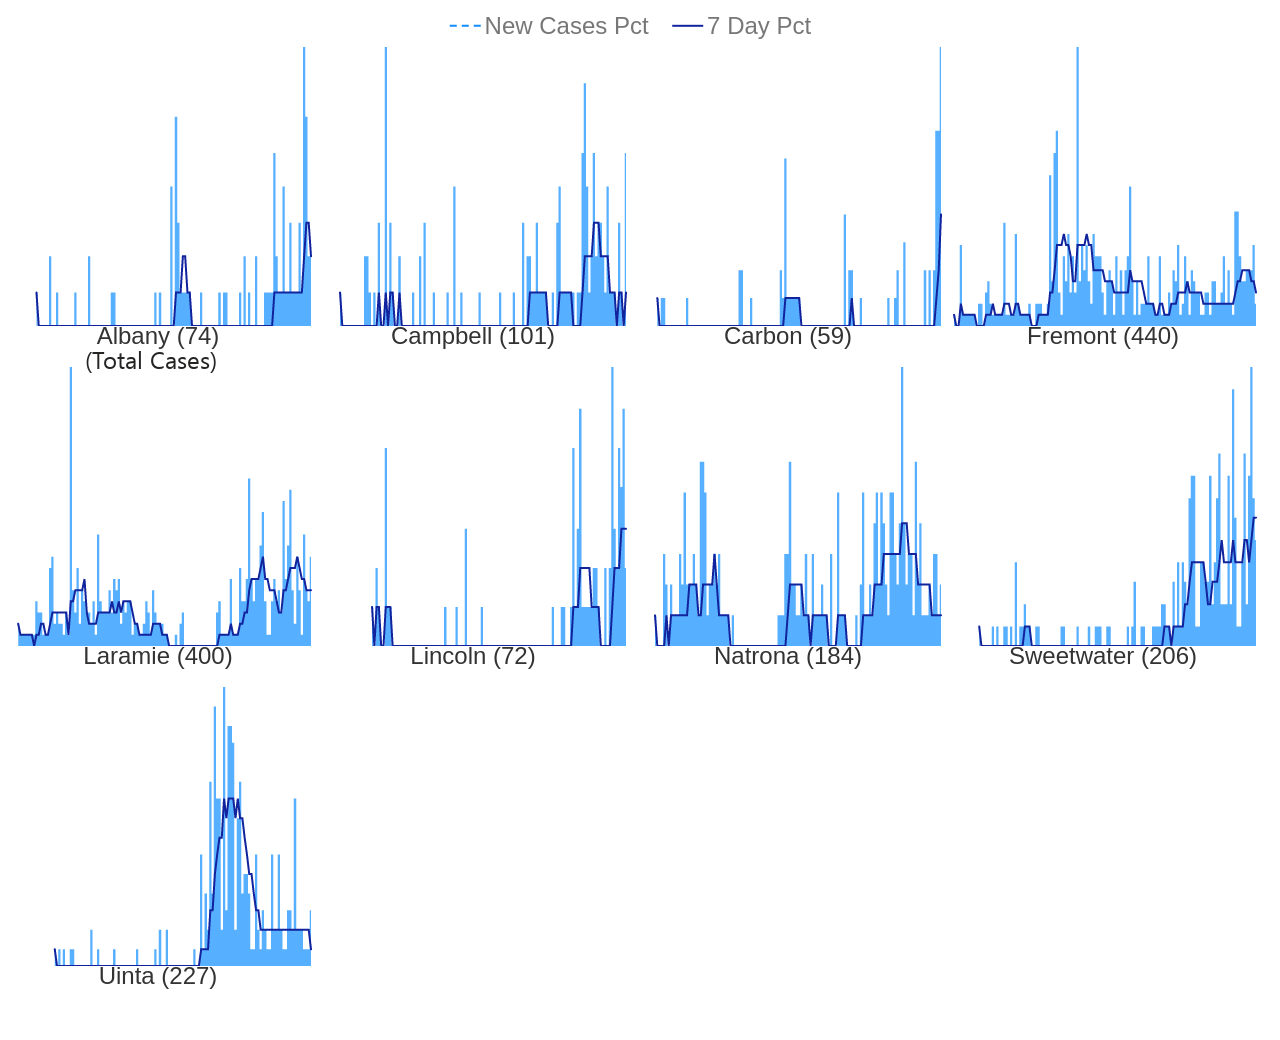 New Cases Pct 7 Day Pct
Albany (74) Campbell (101) Carbon (59) Fremont (440)
(Total Cases)
Laramie (400) Lincoln (72) Natrona (184) Sweetwater (206)
Uinta (227)